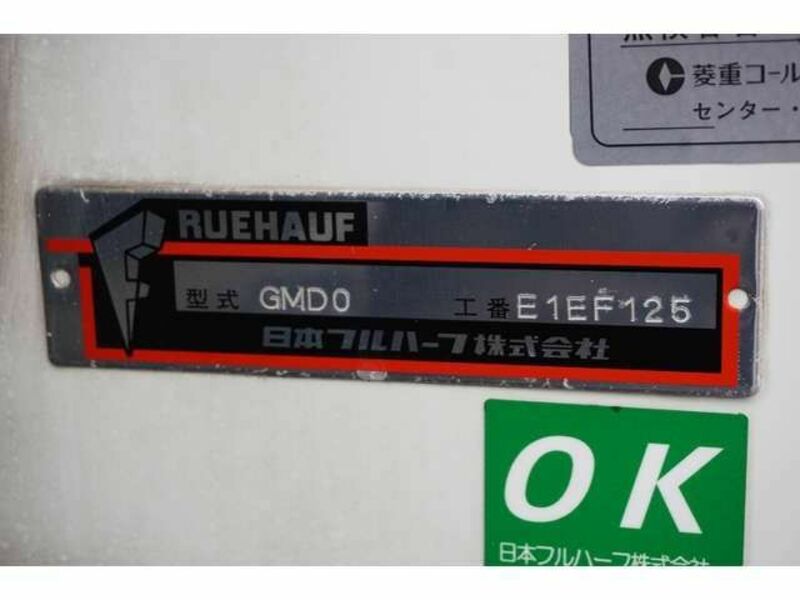 菱重コール
センター・
RUEHAUF
型式 GMD0 工番 E1EF125
日本フルハーフ株式会社
OK
日本フルハーフ株式会社